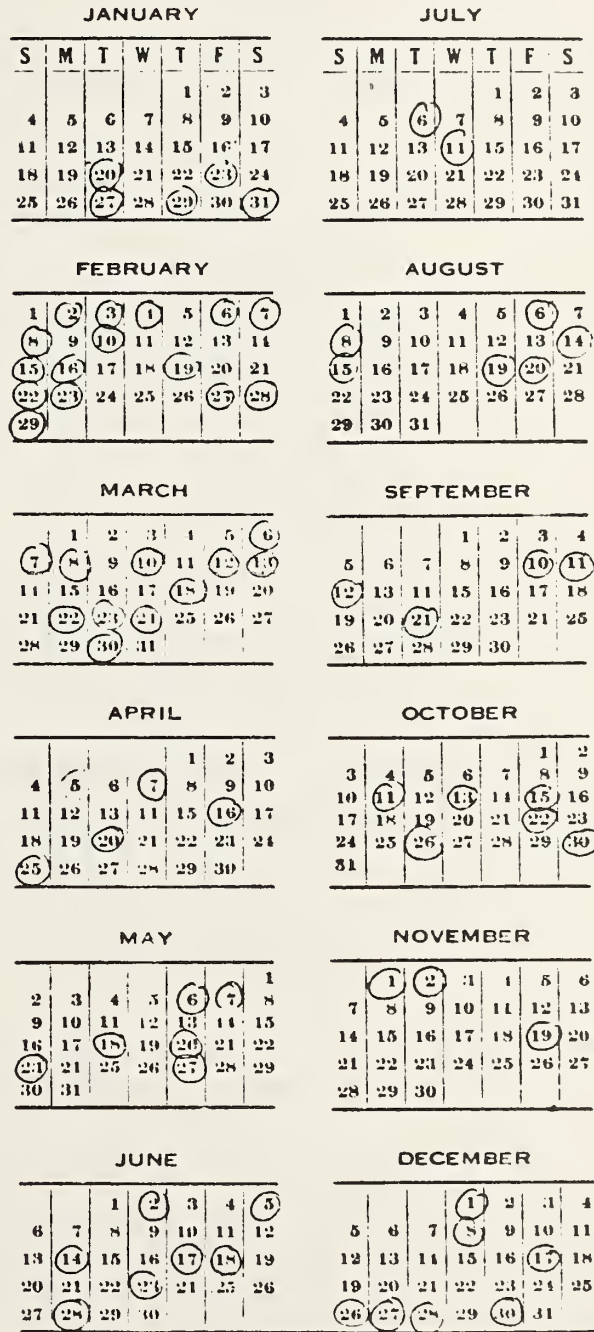 JANUARY
S M T W T F S
1 2 3
4 5 6 7 8 9 10
11 12 13 14 15 16 17
18 19 20 21 22 23 24
25 26 27 28 29 30 31
FEBRUARY
1 2 3 4 5 6 7
8 9 10 11 12 13 14
15 16 17 18 19 20 21
22 23 24 25 26 27 28
29
MARCH
1 2 3 4 5 6
7 8 9 10 11 12 13
14 15 16 17 18 19 20
21 22 23 24 25 26 27
28 29 30 31
APRIL
1 2 3
4 5 6 7 8 9 10
11 12 13 14 15 16 17
18 19 20 21 22 23 24
25 26 27 28 29 30
MAY
1
2 3 4 5 6 7 8
9 10 11 12 13 14 15
16 17 18 19 20 21 22
23 24 25 26 27 28 29
30 31
JUNE
1 2 3 4 5
6 7 8 9 10 11 12
13 14 15 16 17 18 19
20 21 22 23 24 25 26
27 28 29 30
JULY
S M T W T F S
1 2 3
4 5 6 7 8 9 10
11 12 13 14 15 16 17
18 19 20 21 22 23 24
25 26 27 28 29 30 31
AUGUST
1 2 3 4 5 6 7
8 9 10 11 12 13 14
15 16 17 18 19 20 21
22 23 24 25 26 27 28
29 30 31
SEPTEMBER
1 2 3 4
5 6 7 8 9 10 11
12 13 14 15 16 17 18
19 20 21 22 23 24 25
26 27 28 29 30
OCTOBER
1 2
3 4 5 6 7 8 9
10 11 12 13 14 15 16
17 18 19 20 21 22 23
24 25 26 27 28 29 30
31
NOVEMBER
1 2 3 4 5 6
7 8 9 10 11 12 13
14 15 16 17 18 19 20
21 22 23 24 25 26 27
28 29 30
DECEMBER
1 2 3 4
5 6 7 8 9 10 11
12 13 14 15 16 17 18
19 20 21 22 23 24 25
26 27 28 29 30 31